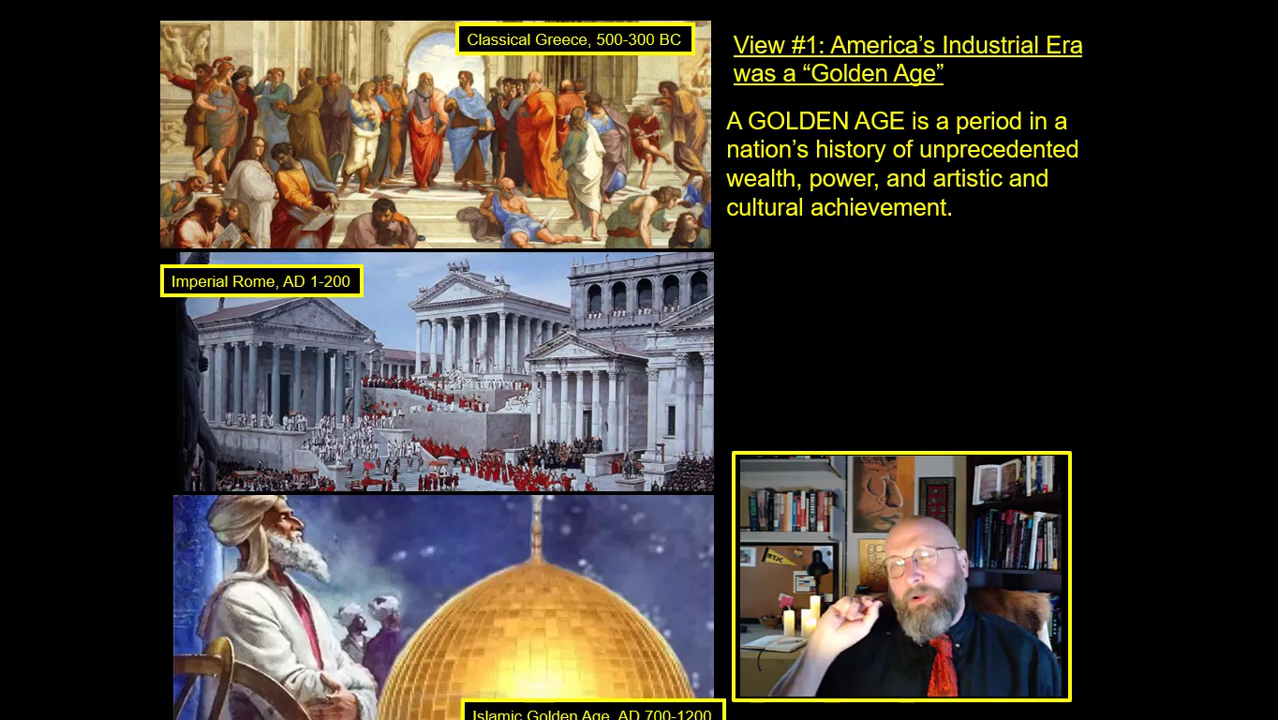 Classical Greece, 500-300 BC
View #1: America’s Industrial Era
was a “Golden Age”
A GOLDEN AGE is a period in a
nation’s history of unprecedented
wealth, power, and artistic and
cultural achievement.
Imperial Rome, AD 1-200
Islamic Golden Age, AD 700-1200